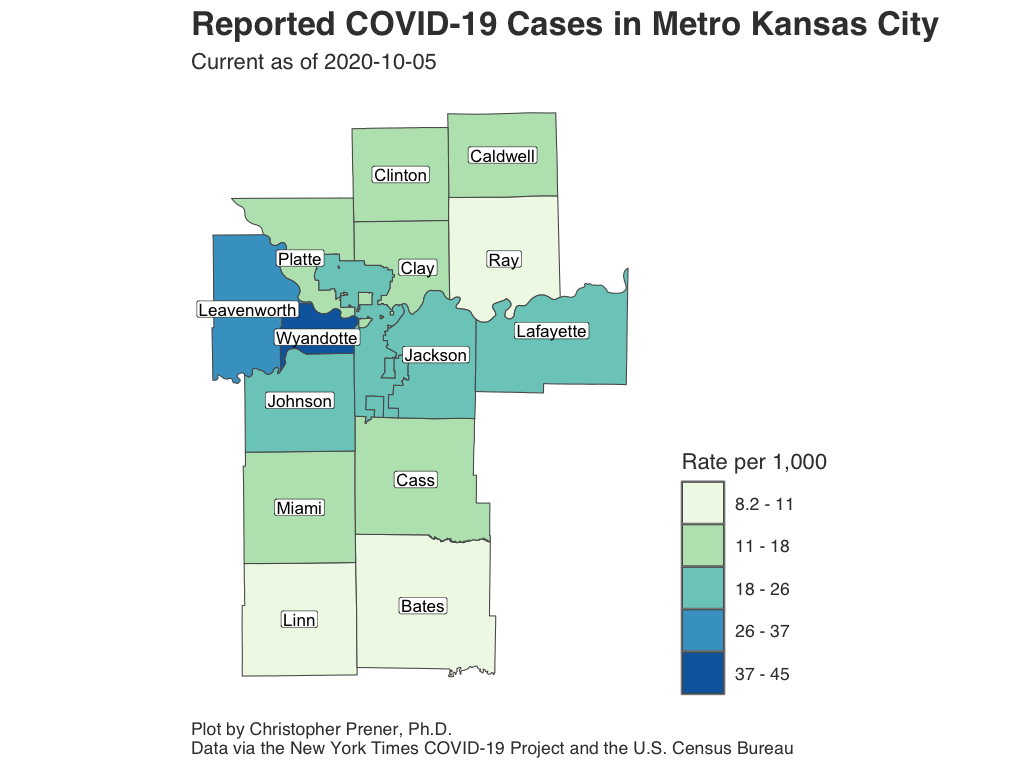 Reported COVID-19 Cases in Metro Kansas City
Current as of 2020-10-05
Caldwell
Clinton
Platte
Clay
Ray
Leavenworth
Wyandotte
Lafayette
Jackson
Johnson
Cass
Miami
Bates
Linn
Rate per 1,000
8.2 - 11
11 - 18
18 - 26
26 - 37
37 - 45
Plot by Christopher Prener, Ph.D.
Data via the New York Times COVID-19 Project and the U.S. Census Bureau